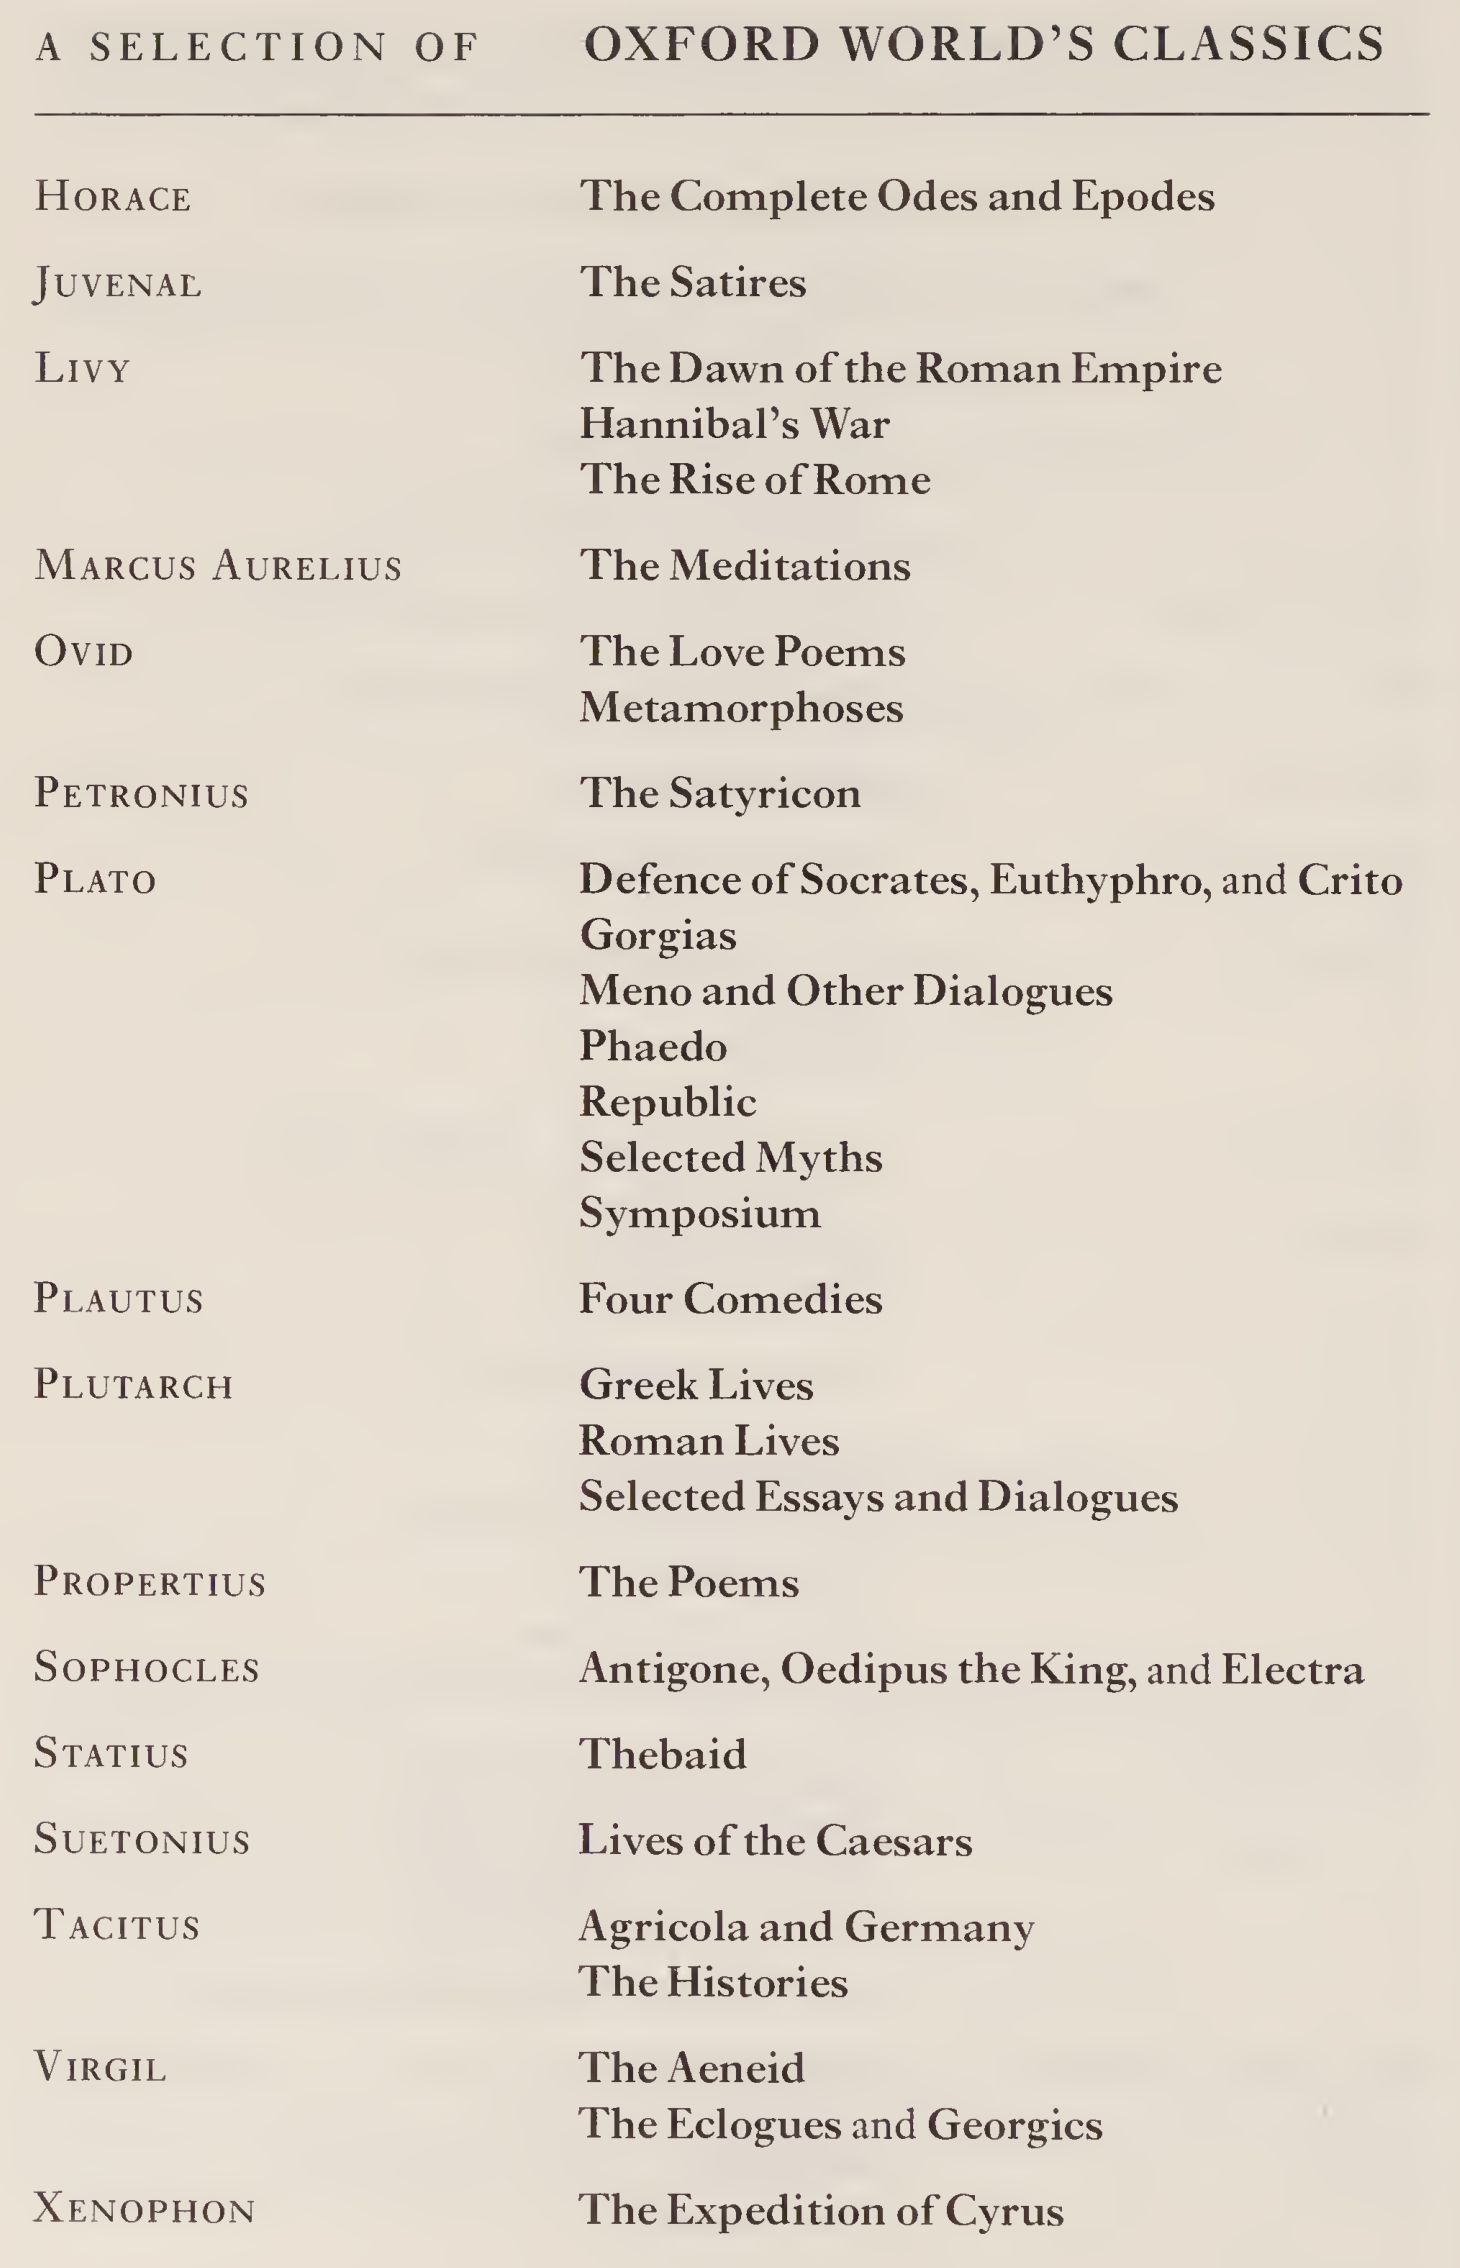 A SELECTION OF OXFORD WORLD'S CLASSICS
HORACE The Complete Odes and Epodes
JUVENAL The Satires
LIVY The Dawn of the Roman Empire
Hannibal's War
The Rise of Rome
MARCUS AURELIUS The Meditations
OVID The Love Poems
Metamorphoses
PETRONIUS The Satyricon
PLATO Defence of Socrates, Euthyphro, and Crito
Gorgias
Meno and Other Dialogues
Phaedo
Republic
Selected Myths
Symposium
PLAUTUS Four Comedies
PLUTARCH Greek Lives
Roman Lives
Selected Essays and Dialogues
PROPERTIUS The Poems
SOPHOCLES Antigone, Oedipus the King, and Electra
STATIUS Thebaid
SUETONIUS Lives of the Caesars
TACITUS Agricola and Germany
The Histories
VIRGIL The Aeneid
The Eclogues and Georgics
XENOPHON The Expedition of Cyrus